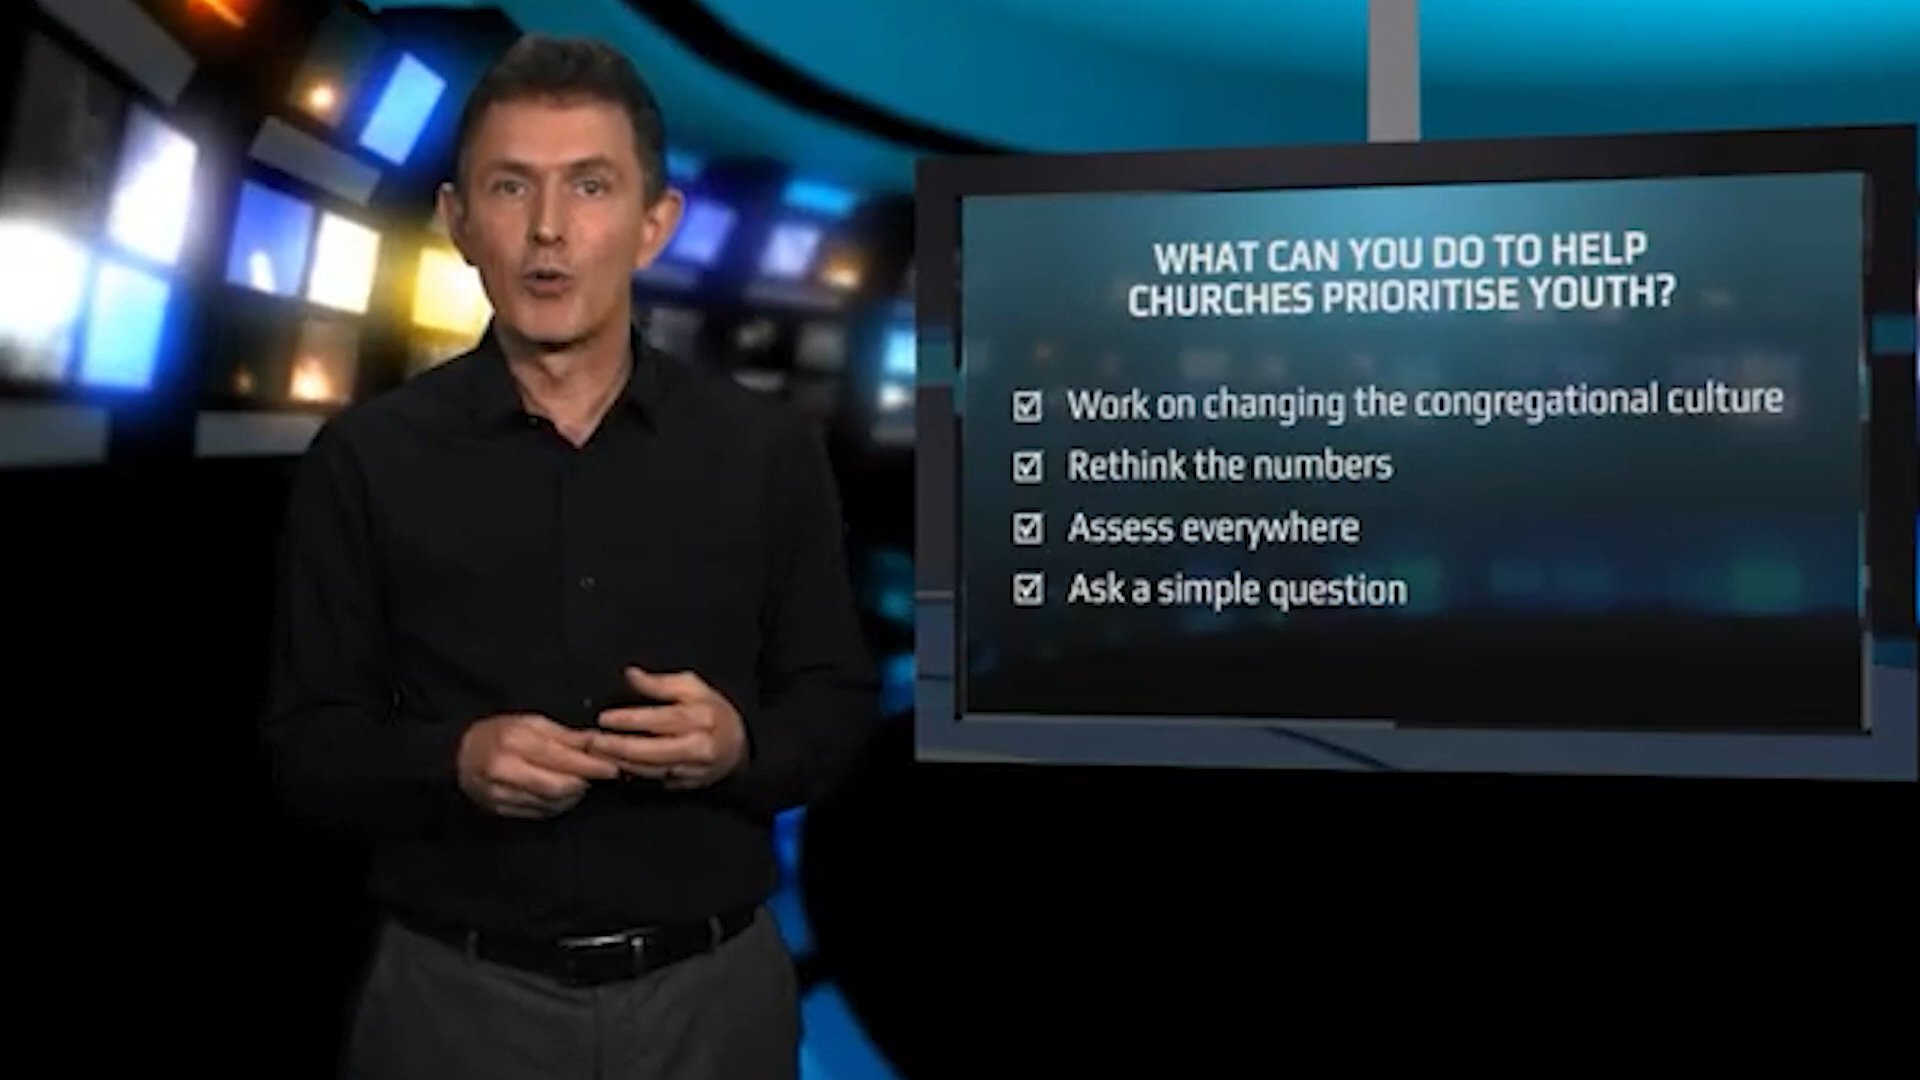 WHAT CAN YOU DO TO HELP
CHURCHES PRIORITISE YOUTH?
Work on changing the congregational culture
Rethink the numbers
Assess everywhere
Ask a simple question